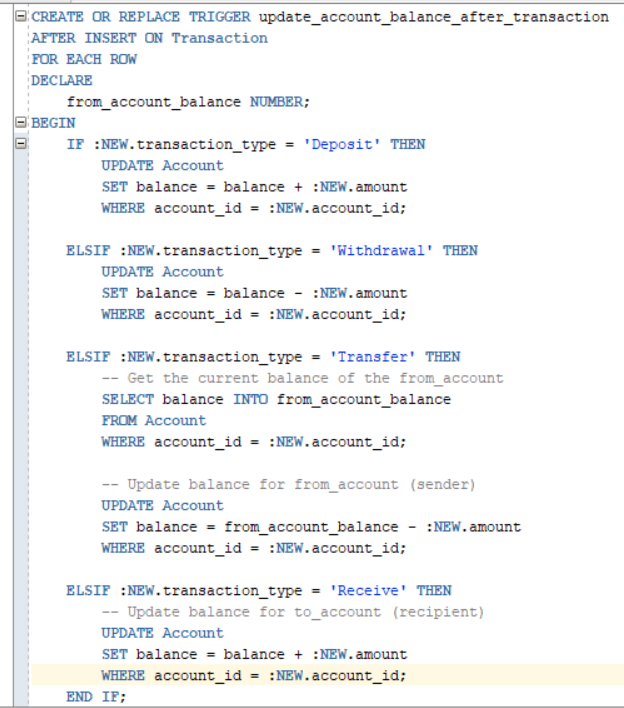 CREATE OR REPLACE TRIGGER update_account_balance_after_transaction
AFTER INSERT ON Transaction
FOR EACH ROW
DECLARE
    from_account_balance NUMBER;
BEGIN
    IF :NEW.transaction_type = 'Deposit' THEN
        UPDATE Account
        SET balance = balance + :NEW.amount
        WHERE account_id = :NEW.account_id;

    ELSIF :NEW.transaction_type = 'Withdrawal' THEN
        UPDATE Account
        SET balance = balance - :NEW.amount
        WHERE account_id = :NEW.account_id;

    ELSIF :NEW.transaction_type = 'Transfer' THEN
        -- Get the current balance of the from_account
        SELECT balance INTO from_account_balance
        FROM Account
        WHERE account_id = :NEW.account_id;

        -- Update balance for from_account (sender)
        UPDATE Account
        SET balance = from_account_balance - :NEW.amount
        WHERE account_id = :NEW.account_id;

    ELSIF :NEW.transaction_type = 'Receive' THEN
        -- Update balance for to_account (recipient)
        UPDATE Account
        SET balance = balance + :NEW.amount
        WHERE account_id = :NEW.account_id;
    END IF;